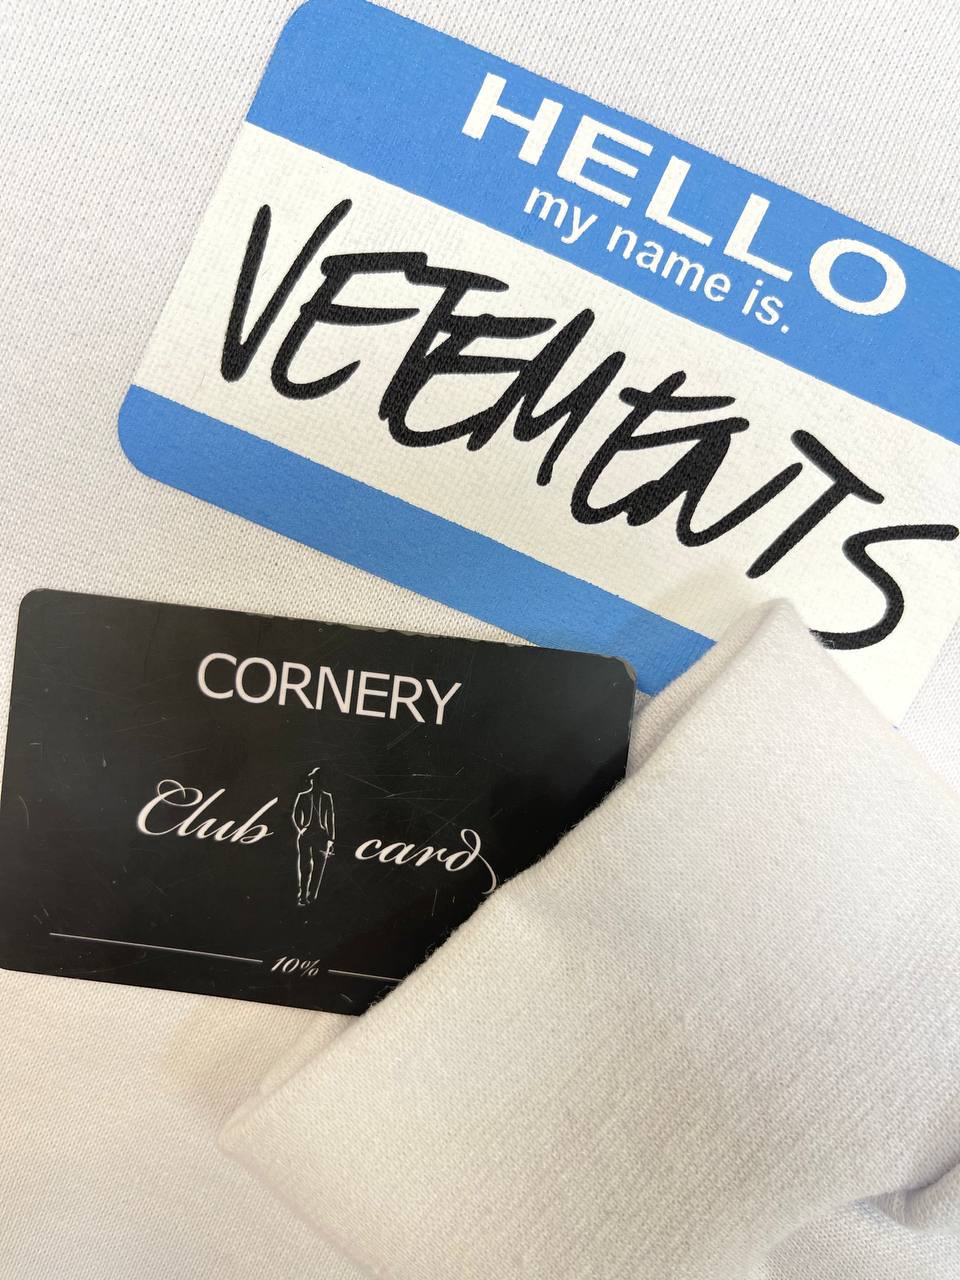 HELLO
my name is.
VETEMENTS
CORNERY
Club card
10%